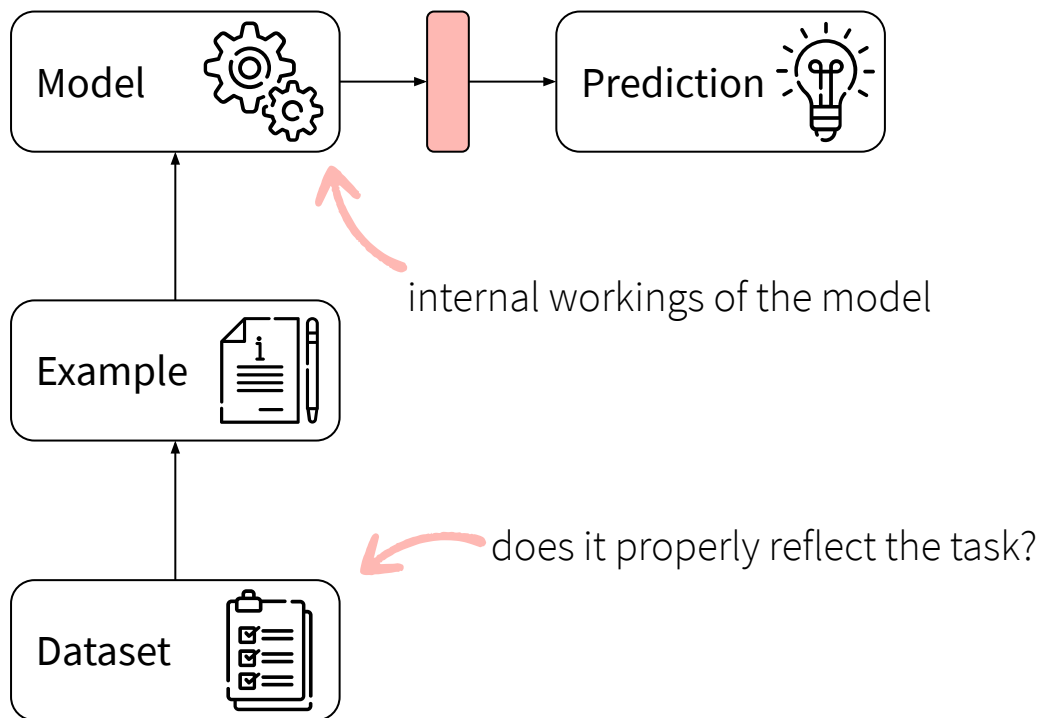 Model
Prediction
internal workings of the model
Example
i
does it properly reflect the task?
Dataset